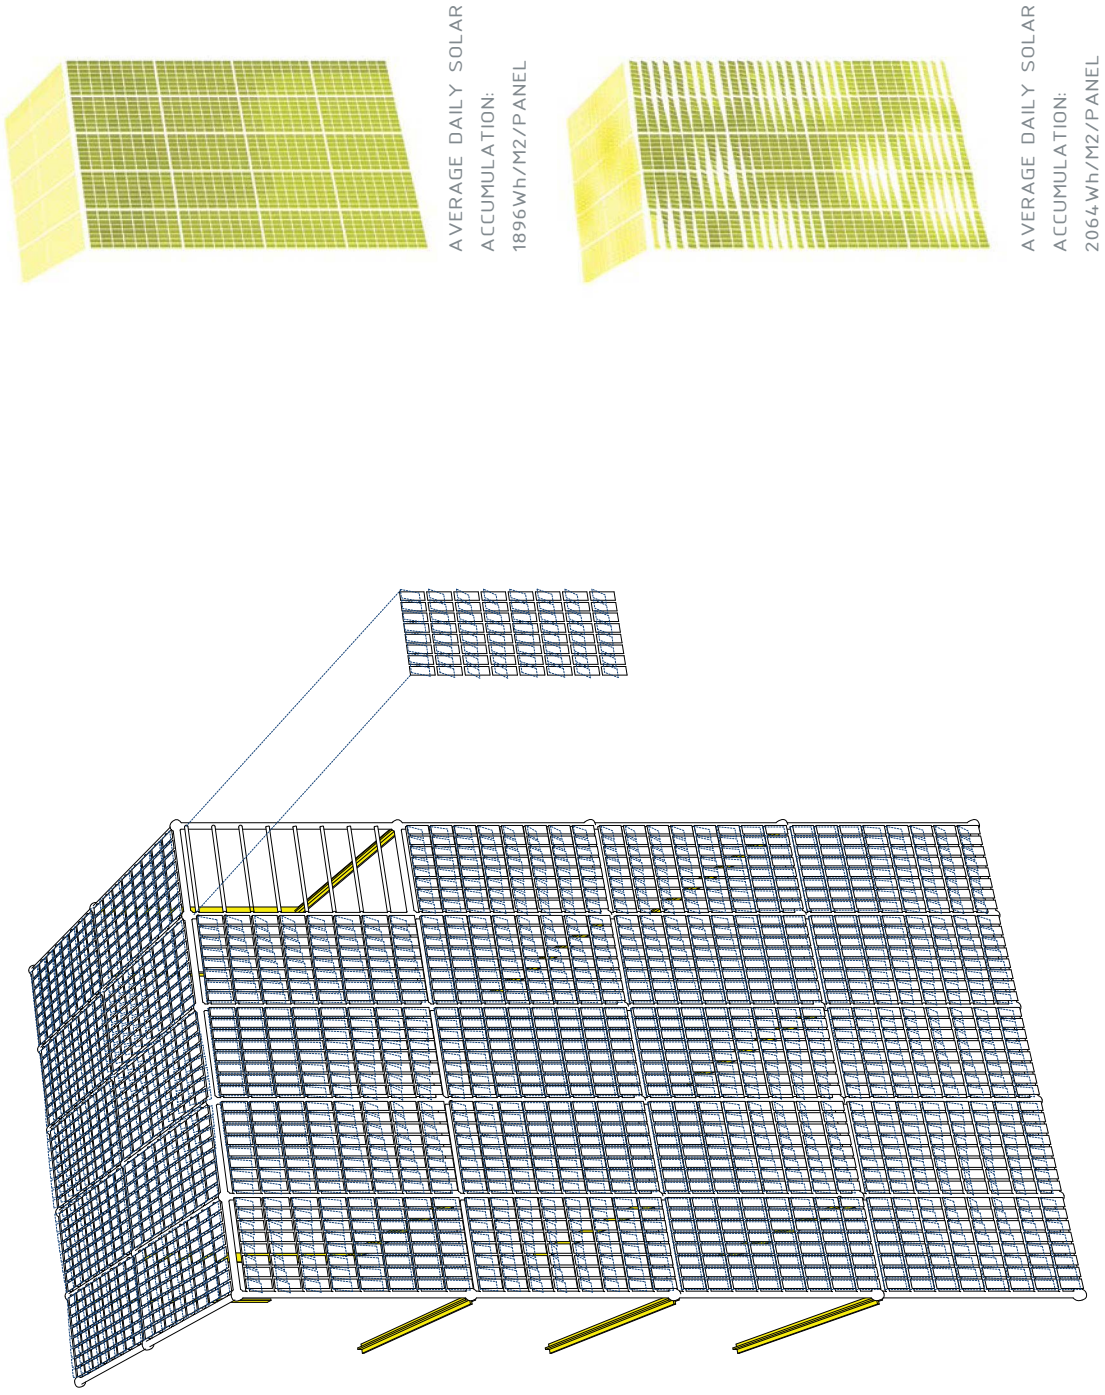 AVERAGE DAILY SOLAR
ACCUMULATION:
1896Wh/M2/PANEL
AVERAGE DAILY SOLAR
ACCUMULATION:
2064Wh/M2/PANEL